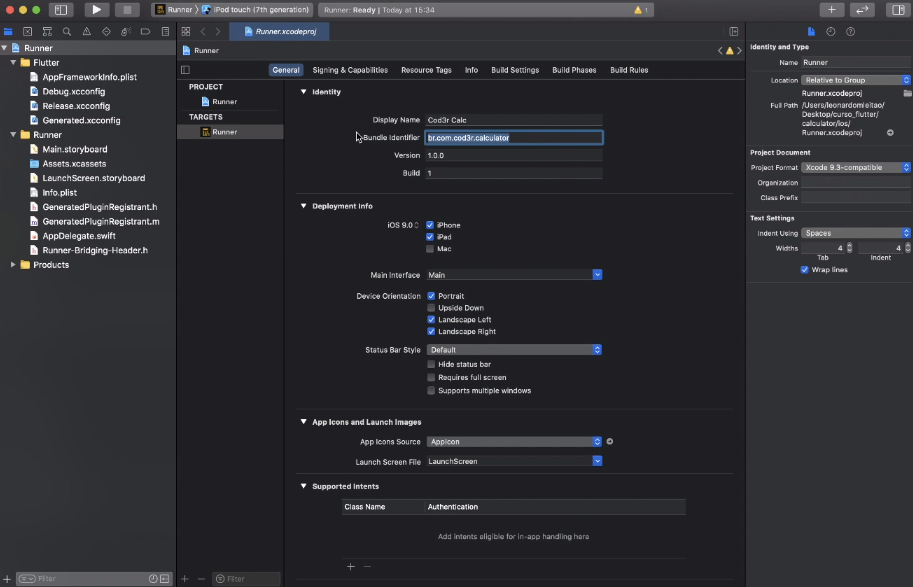 Runner
iPod touch (7th generation)
Runner: Ready | Today at 15:34
1
Runner.xcodeproj
Runner
Runner
Flutter
AppFrameworkInfo.plist
Debug.xcconfig
Release.xcconfig
Generated.xcconfig
Runner
Main.storyboard
Assets.xcassets
LaunchScreen.storyboard
Info.plist
GeneratedPluginRegistrant.h
GeneratedPluginRegistrant.m
AppDelegate.swift
Runner-Bridging-Header.h
Products
Filter
PROJECT
Runner
TARGETS
Runner
Filter
General
Signing & Capabilities
Resource Tags
Info
Build Settings
Build Phases
Build Rules
Identity
Display Name Cod3r Calc
Bundle Identifier br.com.cod3r.calculator
Version 1.0.0
Build 1
Deployment Info
iOS 9.0 iPhone
iPad
Mac
Main Interface Main
Device Orientation Portrait
Upside Down
Landscape Left
Landscape Right
Status Bar Style Default
Hide status bar
Requires full screen
Supports multiple windows
App Icons and Launch Images
App Icons Source AppIcon
Launch Screen File LaunchScreen
Supported Intents
Class Name Authentication
Add intents eligible for in-app handling here
Identity and Type
Name Runner
Location Relative to Group
Runner.xcodeproj
Full Path /Users/leonardomleitao/
Desktop/curso_flutter/
calculator/ios/
Runner.xcodeproj
Project Document
Project Format Xcode 9.3-compatible
Organization
Class Prefix
Text Settings
Indent Using Spaces
Widths 4 4
Tab Indent
Wrap lines